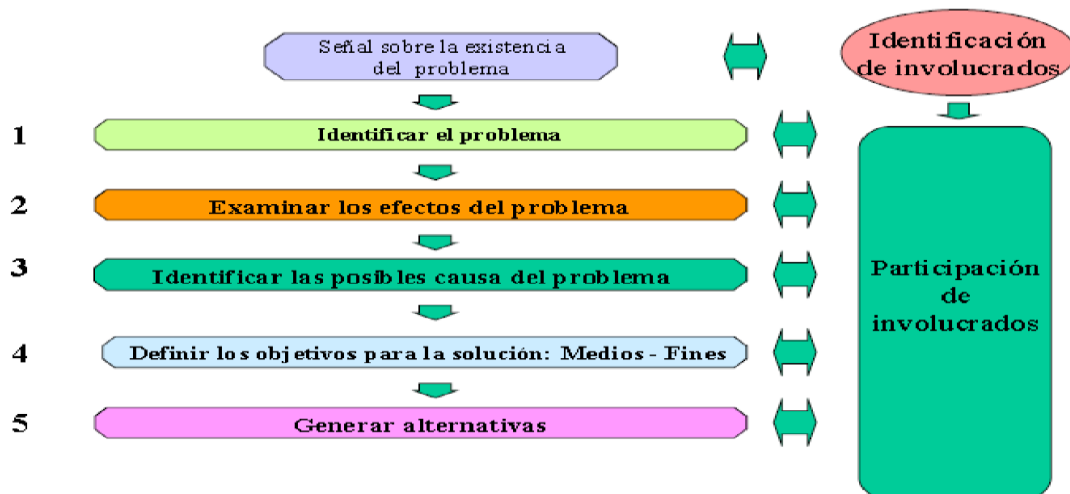 Señal sobre la existencia
del problema
Identificación
de involucrados
1
Identificar el problema
2
Examinar los efectos del problema
3
Identificar las posibles causa del problema
Participación
de
involucrados
4
Definir los objetivos para la solución: Medios - Fines
5
Generar alternativas